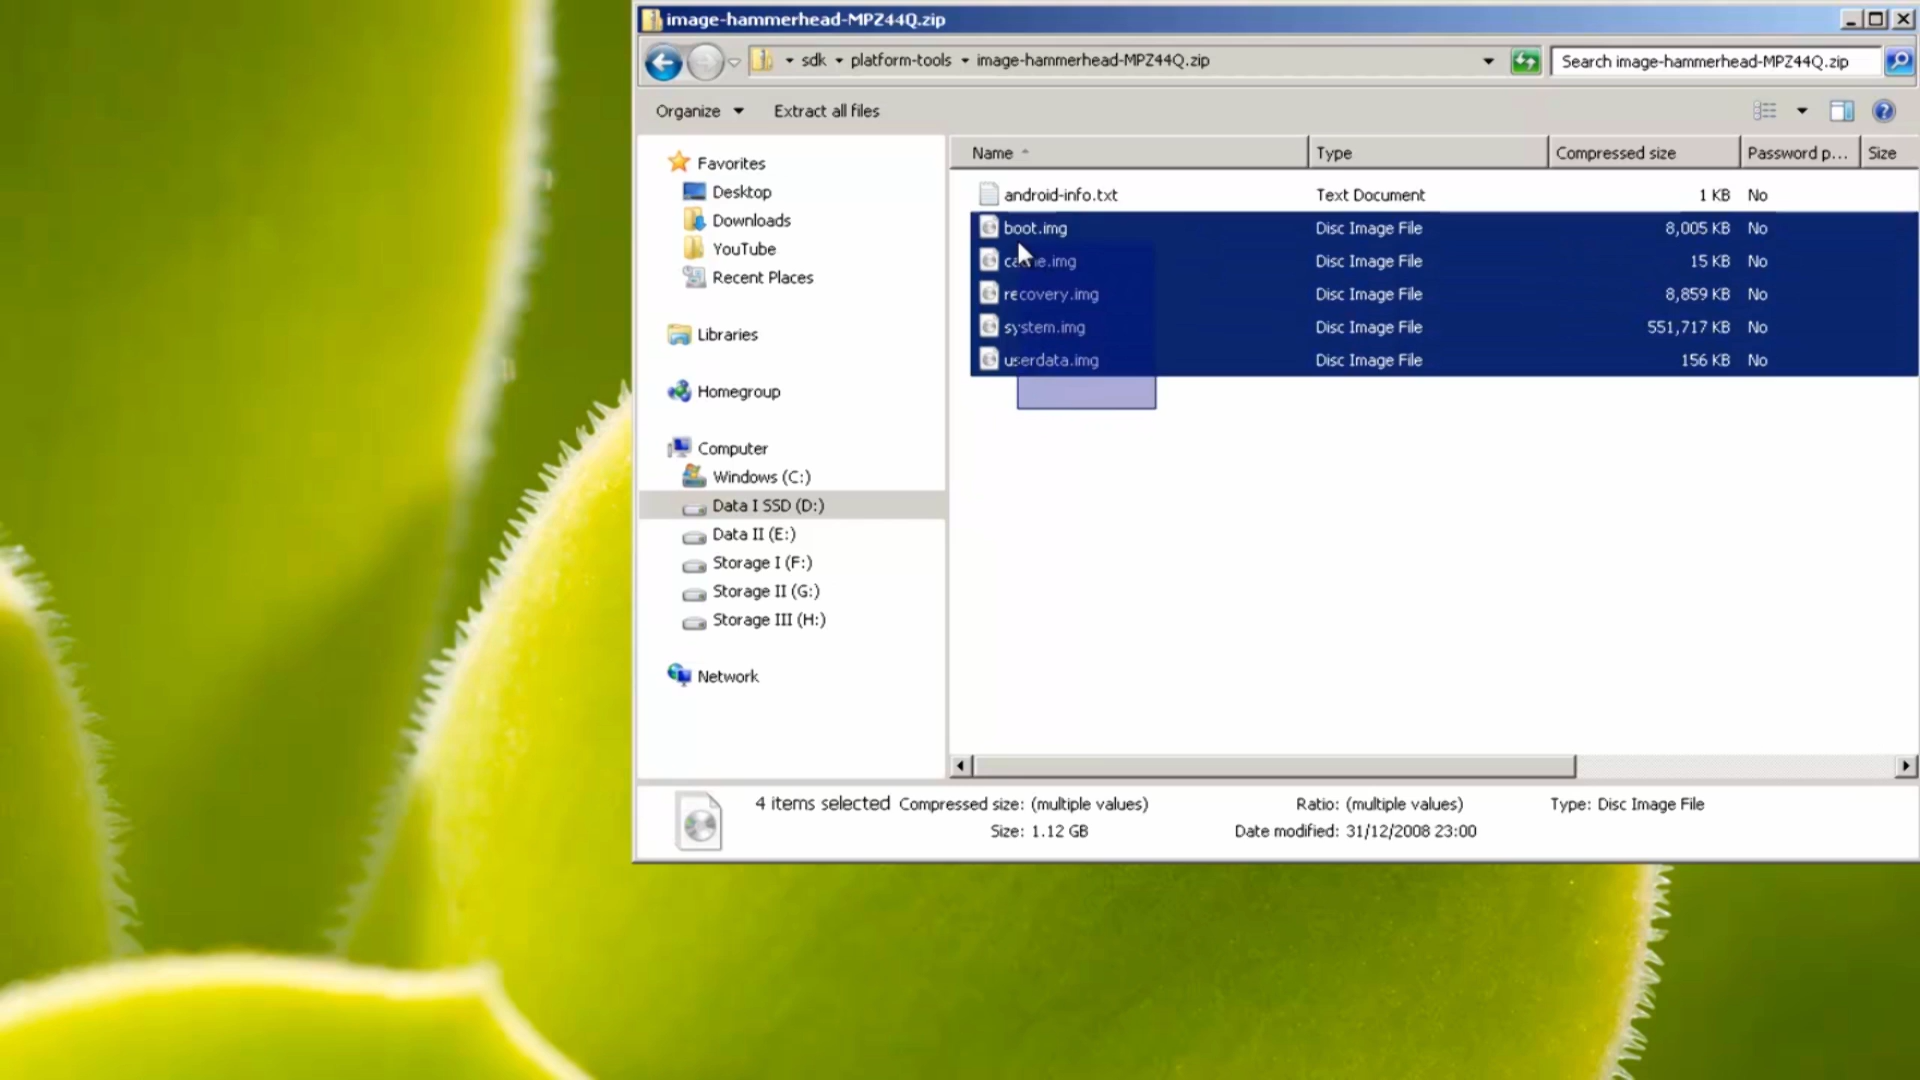 image-hammerhead-MPZ44Q.zip
sdk platform-tools image-hammerhead-MPZ44Q.zip
Search image-hammerhead-MPZ44Q.zip
Organize Extract all files
Favorites
Desktop
Downloads
YouTube
Recent Places
Libraries
Homegroup
Computer
Windows (C:)
Data I SSD (D:)
Data II (E:)
Storage I (F:)
Storage II (G:)
Storage III (H:)
Network
Name Type Compressed size Password p... Size
android-info.txt Text Document 1 KB No
boot.img Disc Image File 8,005 KB No
cache.img Disc Image File 15 KB No
recovery.img Disc Image File 8,859 KB No
system.img Disc Image File 551,717 KB No
userdata.img Disc Image File 156 KB No
4 items selected Compressed size: (multiple values) Ratio: (multiple values) Type: Disc Image File
Size: 1.12 GB Date modified: 31/12/2008 23:00